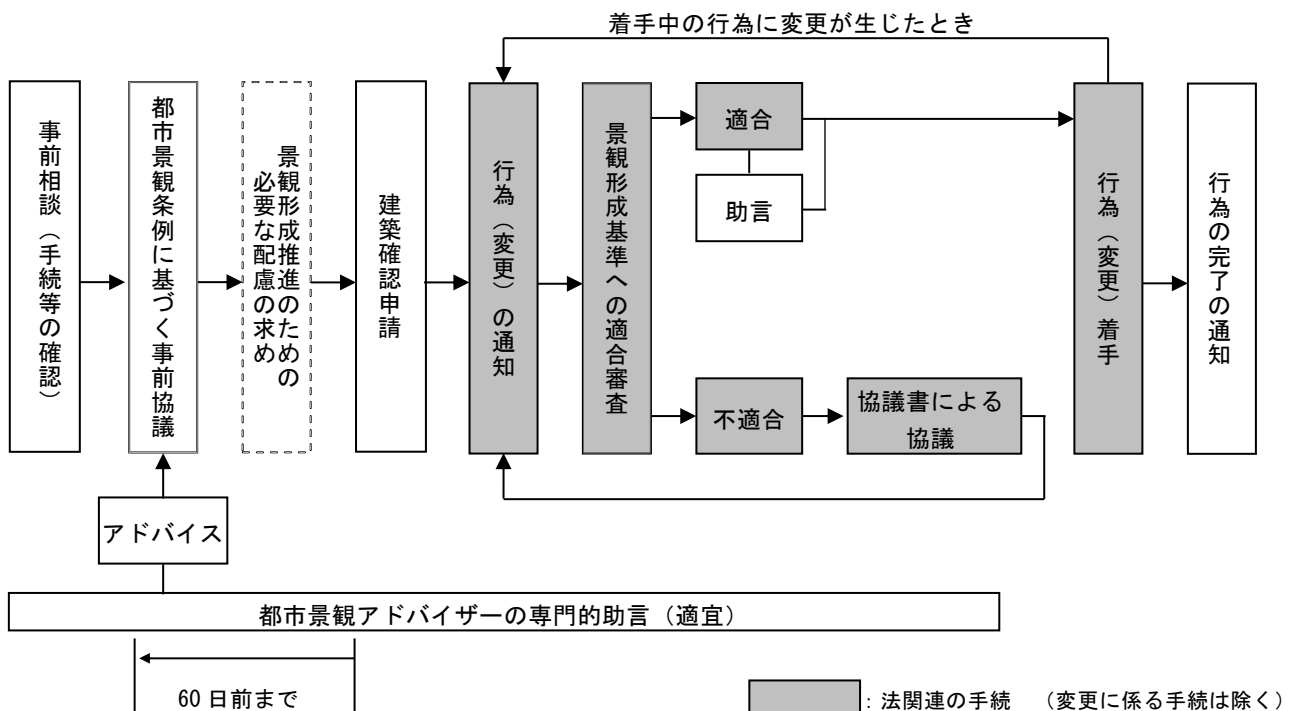 着手中の行為に変更が生じたとき
事前相談（手続等の確認）
都市景観条例に基づく事前協議
景観形成推進のための
必要な配慮の求め
建築確認申請
行為（変更）の通知
景観形成基準への適合審査
適合
助言
不適合
協議書による
協議
行為（変更）着手
行為の完了の通知
アドバイス
都市景観アドバイザーの専門的助言（適宜）
60日前まで
：法関連の手続　（変更に係る手続は除く）